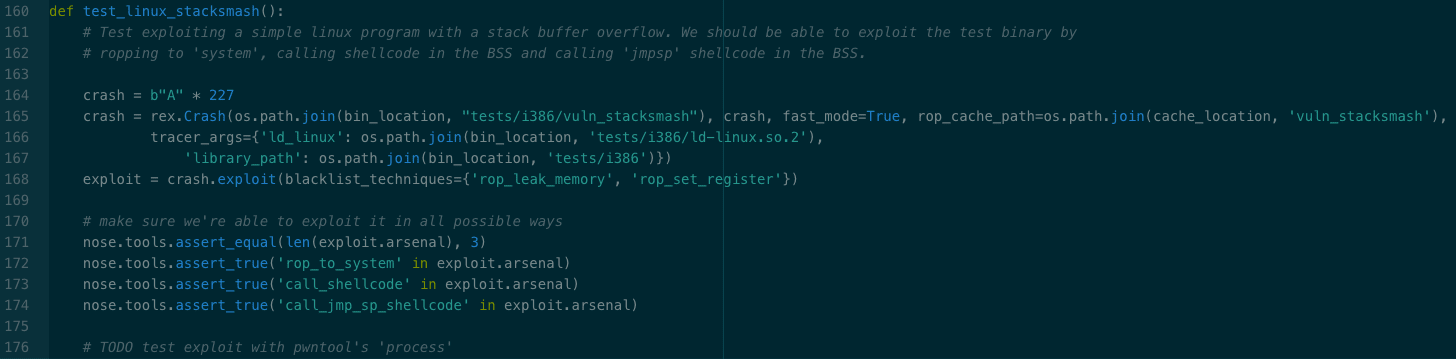 160 def test_linux_stacksmash():
161     # Test exploiting a simple linux program with a stack buffer overflow. We should be able to exploit the test binary by
162     # ropping to 'system', calling shellcode in the BSS and calling 'jmpsp' shellcode in the BSS.
163
164     crash = b"A" * 227
165     crash = rex.Crash(os.path.join(bin_location, "tests/i386/vuln_stacksmash"), crash, fast_mode=True, rop_cache_path=os.path.join(cache_location, 'vuln_stacksmash'),
166             tracer_args={'ld_linux': os.path.join(bin_location, 'tests/i386/ld-linux.so.2'),
167                 'library_path': os.path.join(bin_location, 'tests/i386')})
168     exploit = crash.exploit(blacklist_techniques={'rop_leak_memory', 'rop_set_register'})
169
170     # make sure we're able to exploit it in all possible ways
171     nose.tools.assert_equal(len(exploit.arsenal), 3)
172     nose.tools.assert_true('rop_to_system' in exploit.arsenal)
173     nose.tools.assert_true('call_shellcode' in exploit.arsenal)
174     nose.tools.assert_true('call_jmp_sp_shellcode' in exploit.arsenal)
175
176     # TODO test exploit with pwntool's 'process'